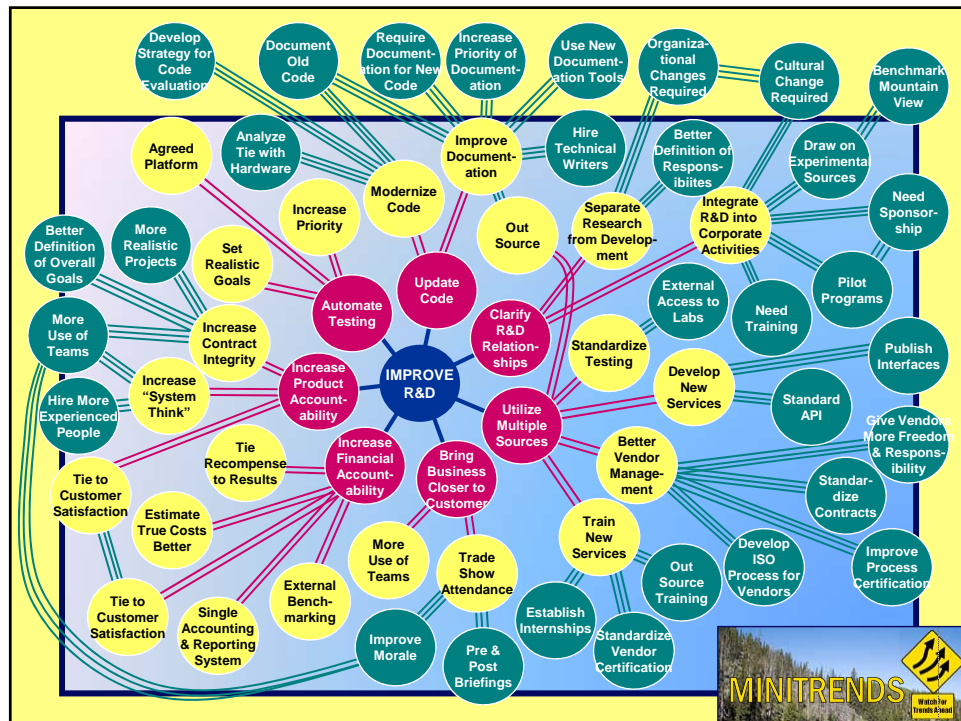 Develop
Strategy for
Code
Evaluation
Document
Old
Code
Require
Document-
ation for New
Code
Increase
Priority of
Document-
ation
Use New
Document-
ation Tools
Organiza-
tional
Changes
Required
Cultural
Change
Required
Benchmark
Mountain
View
Agreed
Platform
Analyze
Tie with
Hardware
Modernize
Code
Improve
Document-
ation
Hire
Technical
Writers
Better
Definition of
Responsibiites
Draw on
Experimental
Sources
Increase
Priority
Out
Source
Separate
Research
from Develop-
ment
Integrate
R&D into
Corporate
Activities
Need
Sponsor-
ship
Better
Definition
of Overall
Goals
More
Realistic
Projects
Set
Realistic
Goals
Automate
Testing
Update
Code
Clarify R&D
Relation-
ships
External
Access to
Labs
Need
Training
Pilot
Programs
More
Use of
Teams
Increase
Contract
Integrity
Standardize
Testing
Publish
Interfaces
Increase
“System
Think”
Increase
Product
Account-
ability
IMPROVE
R&D
Utilize
Multiple
Sources
Develop
New
Services
Standard
API
Hire More
Experienced
People
Tie
Recompense
to Results
Increase
Financial
Account-
ability
Bring
Business
Closer to
Customer
Better
Vendor
Manage-
ment
Give Vendors
More Freedom
& Respons-
ibility
Tie to
Customer
Satisfaction
Estimate
True Costs
Better
Standar-
dize
Contracts
More
Use of
Teams
Trade
Show
Attendance
Train
New
Services
Out
Source
Training
Develop
ISO
Process for
Vendors
Improve
Process
Certification
Tie to
Customer
Satisfaction
Single
Accounting
& Reporting
System
External
Bench-
marking
Improve
Morale
Pre &
Post
Briefings
Establish
Internships
Standardize
Vendor
Certification
MINITRENDS
Watch For
Trends Ahead